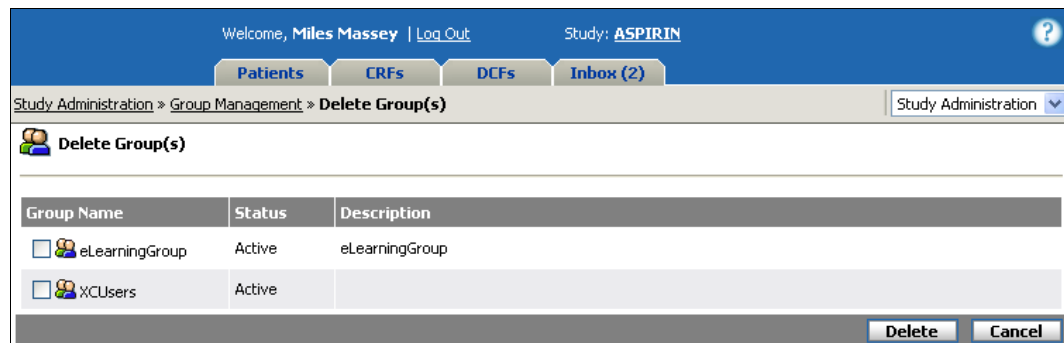 Welcome, Miles Massey | Log Out Study: ASPIRIN ?
Patients CRFs DCFs Inbox (2)
Study Administration » Group Management » Delete Group(s) Study Administration
Delete Group(s)
Group Name Status Description
eLearningGroup Active eLearningGroup
XCUsers Active
Delete Cancel